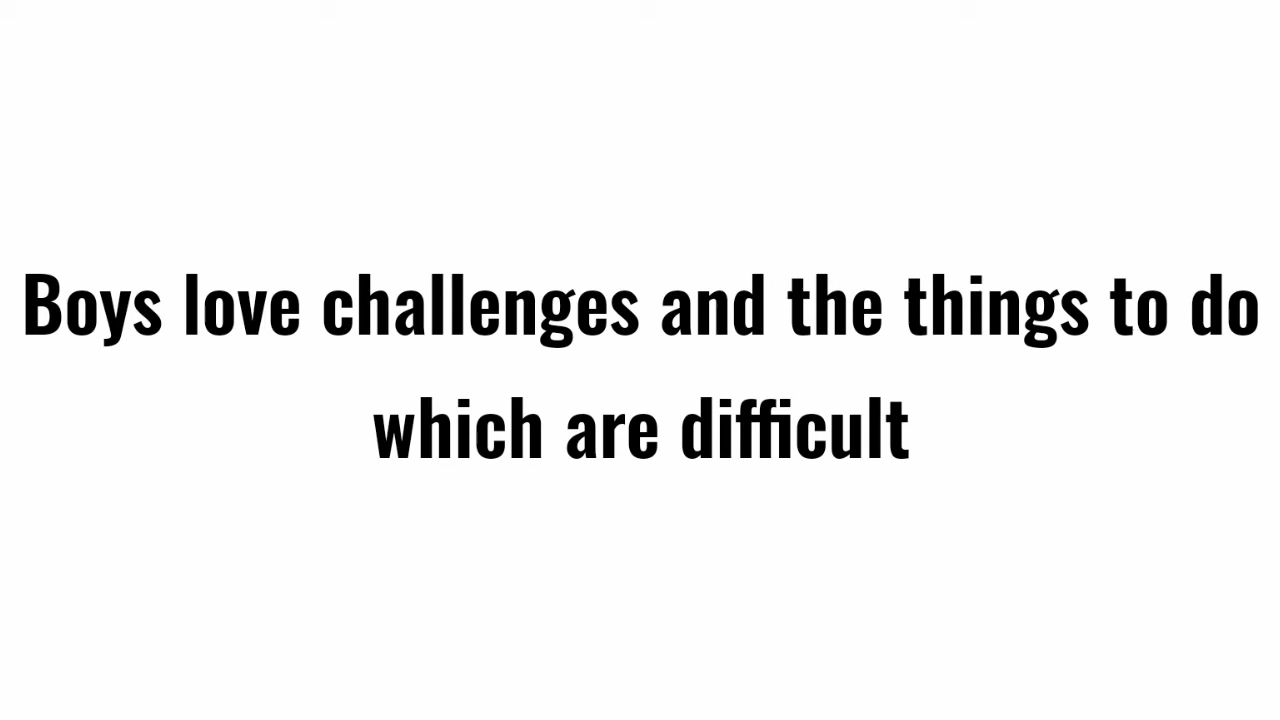 Boys love challenges and the things to do
which are difficult